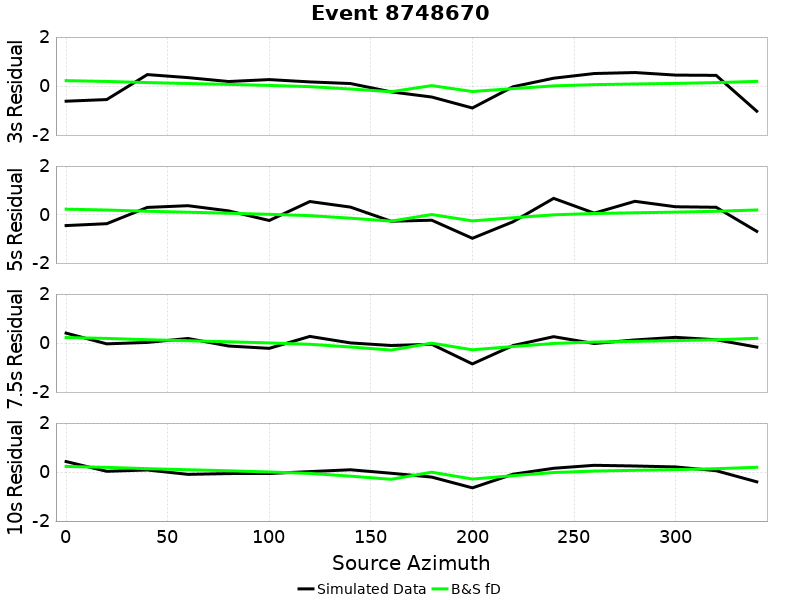 Event 8748670
3s Residual
2
0
-2
5s Residual
2
0
-2
7.5s Residual
2
0
-2
10s Residual
2
0
-2
0 50 100 150 200 250 300
Source Azimuth
Simulated Data B&S fD